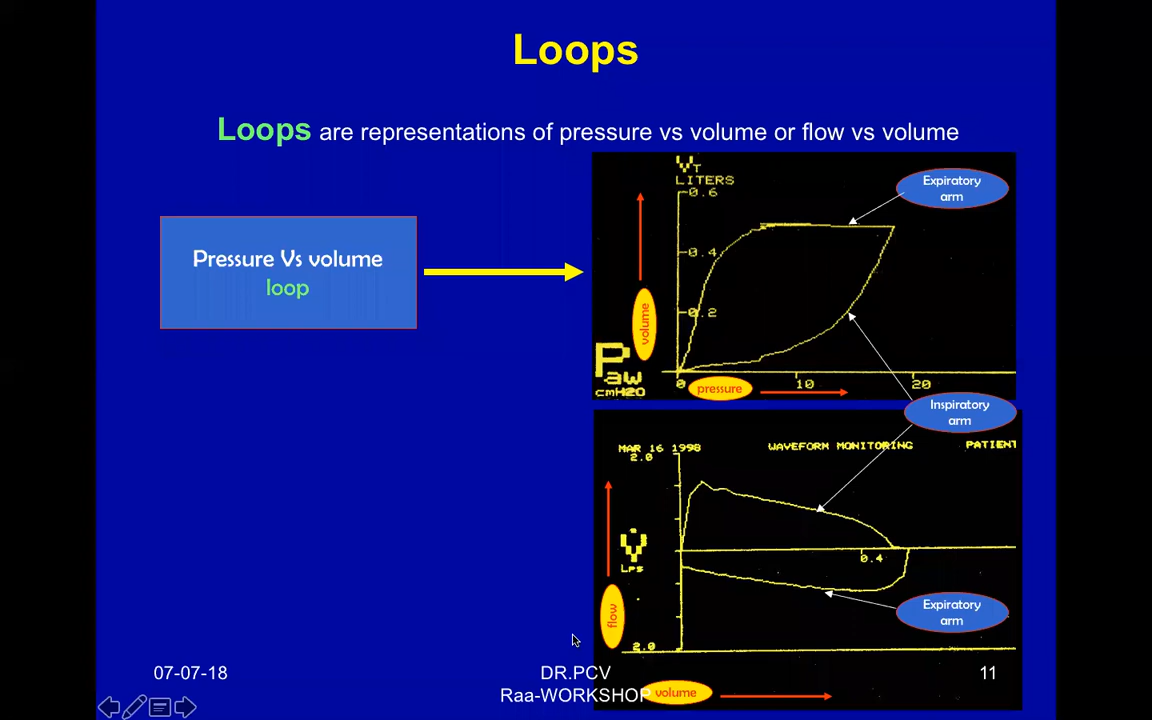 Loops
Loops are representations of pressure vs volume or flow vs volume
Pressure Vs volume
loop
VT
LITERS
0.6
0.4
0.2
Expiratory
arm
volume
Paw
cmH2O
0
10
20
pressure
Inspiratory
arm
MAR 16 1998
WAVEFORM MONITORING
PATIENT
2.0
V̇
Lps
0.4
flow
2.0
Expiratory
arm
volume
07-07-18
DR.PCV
Raa-WORKSHOP
11